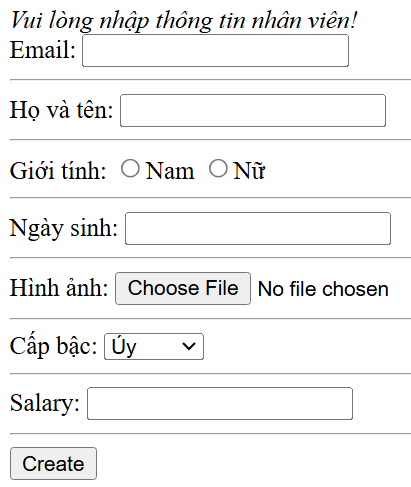 Vui lòng nhập thông tin nhân viên!
Email:
Họ và tên:
Giới tính: Nam Nữ
Ngày sinh:
Hình ảnh: Choose File No file chosen
Cấp bậc: Úy
Salary:
Create